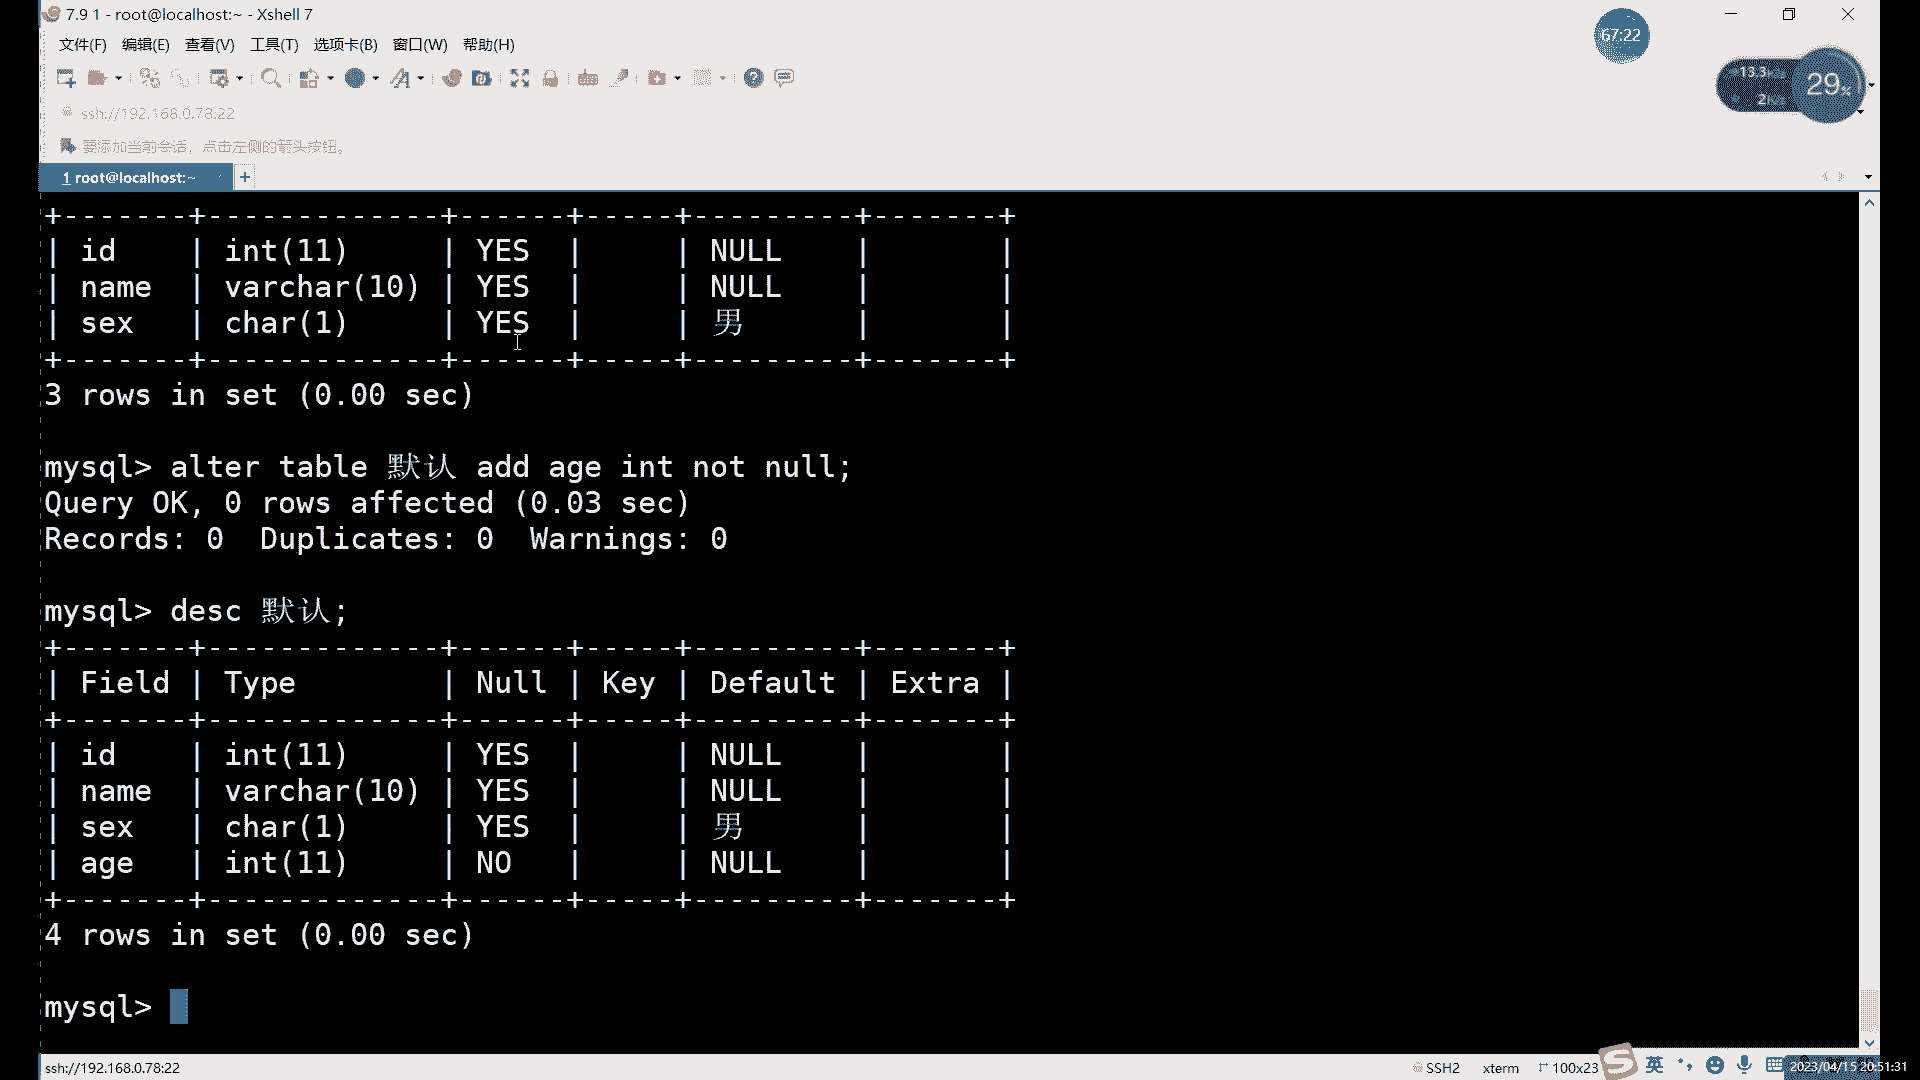 7.9 1 - root@localhost:~ - Xshell 7
67:22
文件(F) 编辑(E) 查看(V) 工具(T) 选项卡(B) 窗口(W) 帮助(H)
13.3K/s
29%
2K/s
ssh://192.168.0.78:22
要添加当前会话，点击左侧的箭头按钮。
1 root@localhost:~ +
+-------+-------------+------+-----+---------+-------+
| id    | int(11)     | YES  |     | NULL    |       |
| name  | varchar(10) | YES  |     | NULL    |       |
| sex   | char(1)     | YES  |     | 男      |       |
+-------+-------------+------+-----+---------+-------+
3 rows in set (0.00 sec)
mysql> alter table 默认 add age int not null;
Query OK, 0 rows affected (0.03 sec)
Records: 0  Duplicates: 0  Warnings: 0
mysql> desc 默认;
+-------+-------------+------+-----+---------+-------+
| Field | Type        | Null | Key | Default | Extra |
+-------+-------------+------+-----+---------+-------+
| id    | int(11)     | YES  |     | NULL    |       |
| name  | varchar(10) | YES  |     | NULL    |       |
| sex   | char(1)     | YES  |     | 男      |       |
| age   | int(11)     | NO   |     | NULL    |       |
+-------+-------------+------+-----+---------+-------+
4 rows in set (0.00 sec)
mysql>
ssh://192.168.0.78:22 SSH2 xterm 100x23 英 2023/04/15 20:51:31